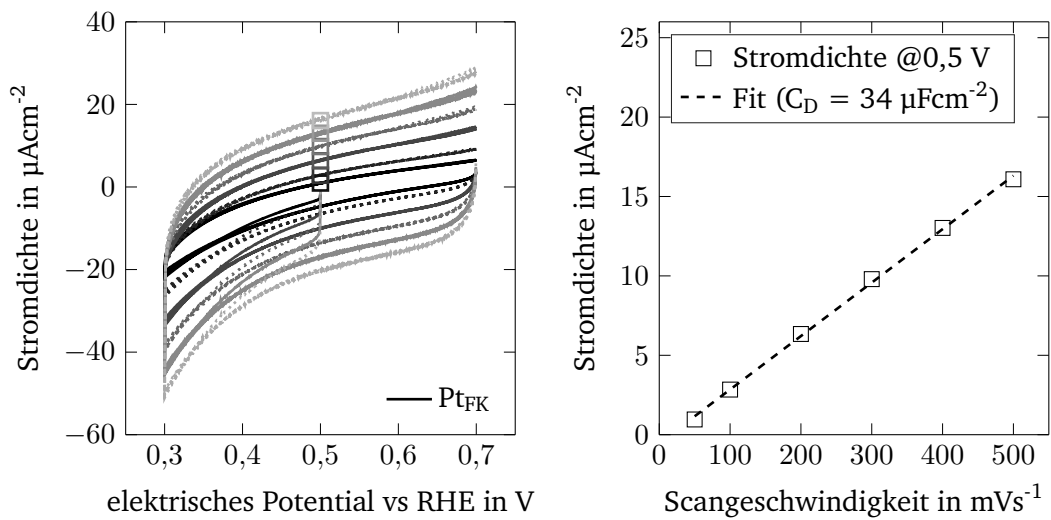 Stromdichte in µAcm-2
40
20
0
−20
−40
−60
0,3 0,4 0,5 0,6 0,7
elektrisches Potential vs RHE in V
PtFK
Stromdichte in µAcm-2
25
20
15
10
5
0
0 100 200 300 400 500
Scangeschwindigkeit in mVs-1
Stromdichte @0,5 V
Fit (CD = 34 µFcm-2)